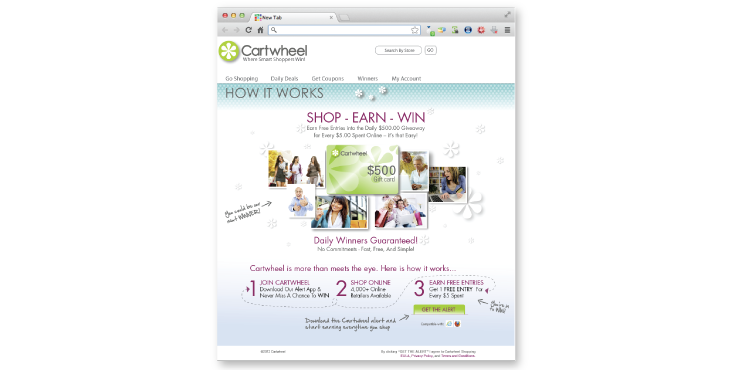 New Tab
Cartwheel
Where Smart Shoppers Win!
Search By Store GO
Go Shopping Daily Deals Get Coupons Winners My Account
HOW IT WORKS
SHOP - EARN - WIN
Earn Free Entries Into the Daily $500.00 Giveaway
for Every $5.00 Spent Online – It's that Easy!
Cartwheel
$500
Gift card!
You could be our
next WINNER!
Daily Winners Guaranteed!
No Commitments - Fast, Free, And Simple!
Cartwheel is more than meets the eye. Here is how it works...
1 JOIN CARTWHEEL
Download Our Alert App &
Never Miss A Chance To WIN
2 SHOP ONLINE
4,000+ Online
Retailers Available
3 EARN FREE ENTRIES
Get 1 FREE ENTRY For
Every $5 Spent
You're in
to Win!
GET THE ALERT
Download the Cartwheel alert and
start earning everytime you shop
Compatible with:
©2012 Cartwheel
By clicking "GET THE ALERT" I agree to Cartwheel Shopping
EULA, Privacy Policy, and Terms and Conditions